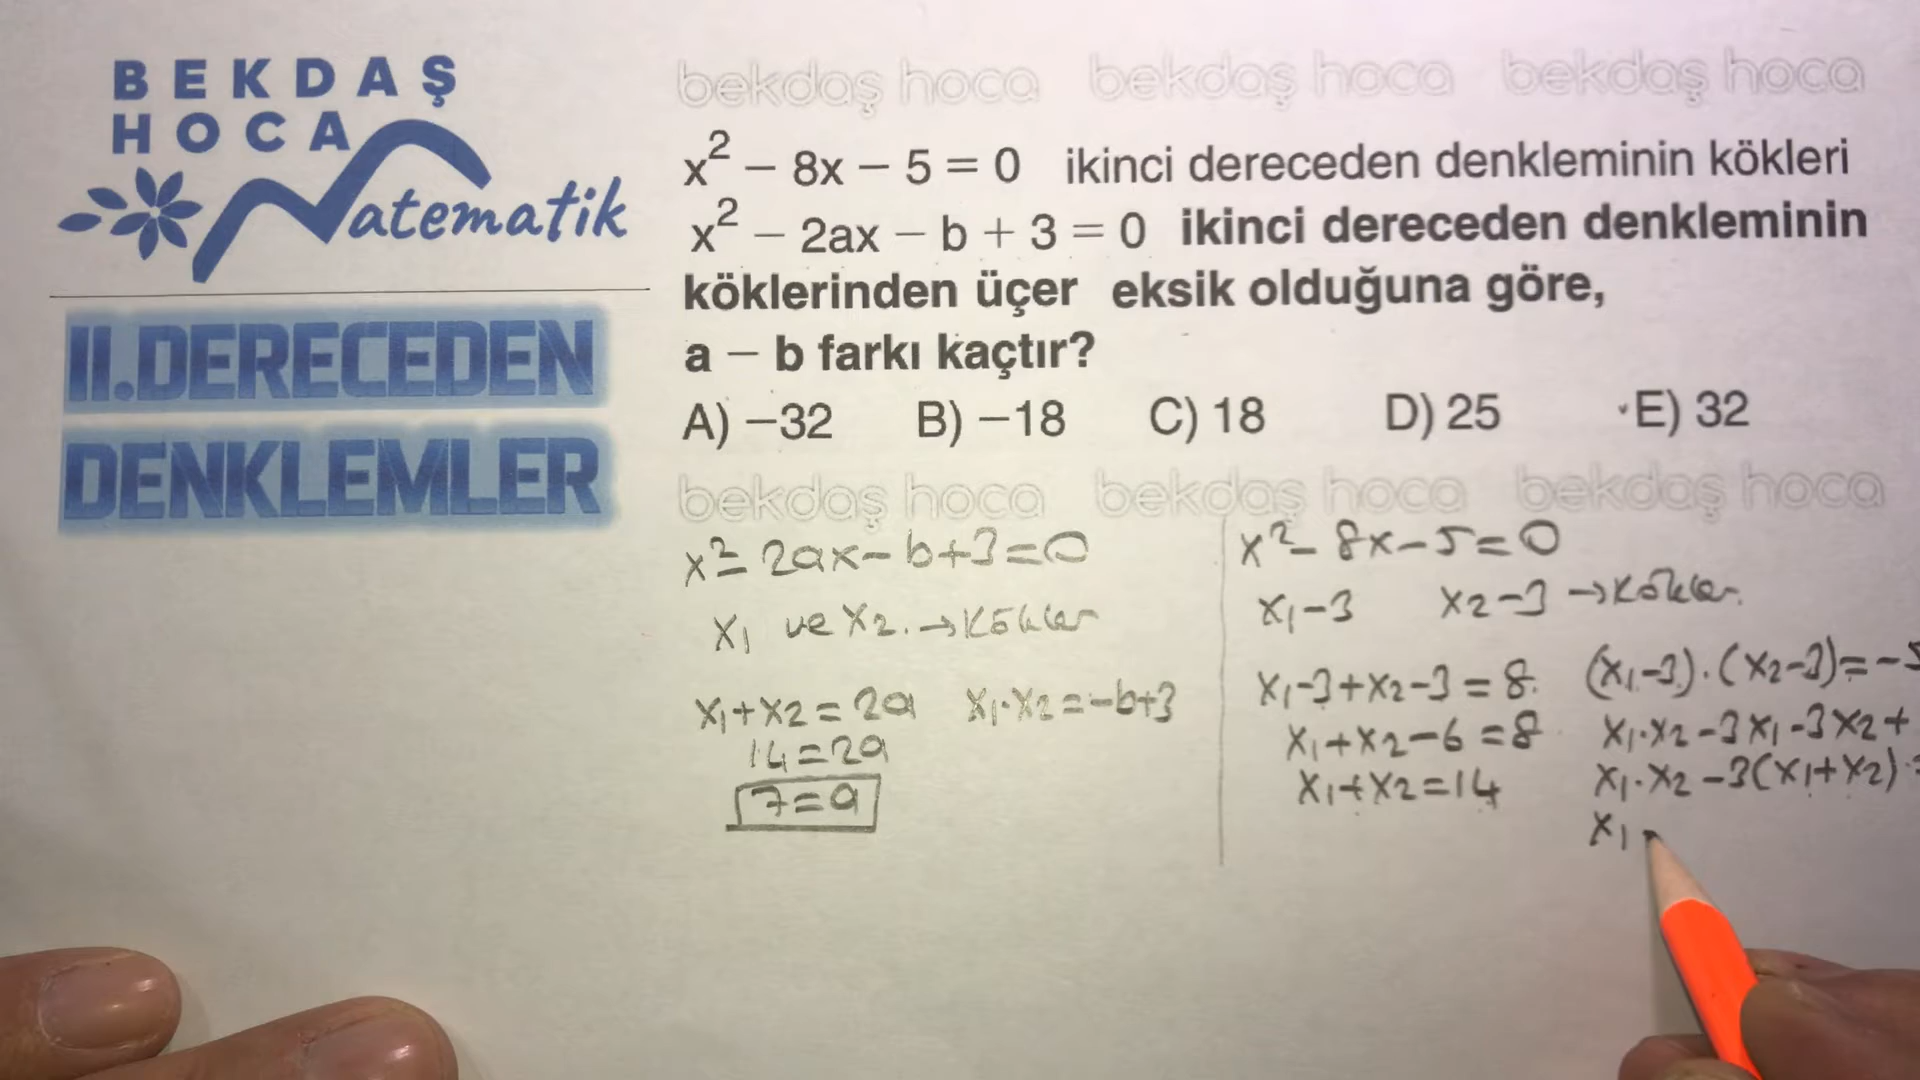 BEKDAŞ
HOCA
Matematik
II.DERECEDEN
DENKLEMLER
bekdaş hoca bekdaş hoca bekdaş hoca
x² – 8x – 5 = 0 ikinci dereceden denkleminin kökleri
x² – 2ax – b + 3 = 0 ikinci dereceden denkleminin
köklerinden üçer eksik olduğuna göre,
a – b farkı kaçtır?
A) –32 B) –18 C) 18 D) 25 E) 32
bekdaş hoca bekdaş hoca bekdaş hoca
x² – 2ax – b + 3 = 0
x₁ ve x₂. → kökler
x₁ + x₂ = 2a x₁·x₂ = –b+3
14 = 2a
7 = a
x² – 8x – 5 = 0
x₁ – 3 x₂ – 3 → kökler.
x₁ – 3 + x₂ – 3 = 8 (x₁–3)·(x₂–3) = –5
x₁ + x₂ – 6 = 8 x₁·x₂ – 3x₁ – 3x₂ +
x₁ + x₂ = 14 x₁·x₂ – 3(x₁+x₂)
x₁